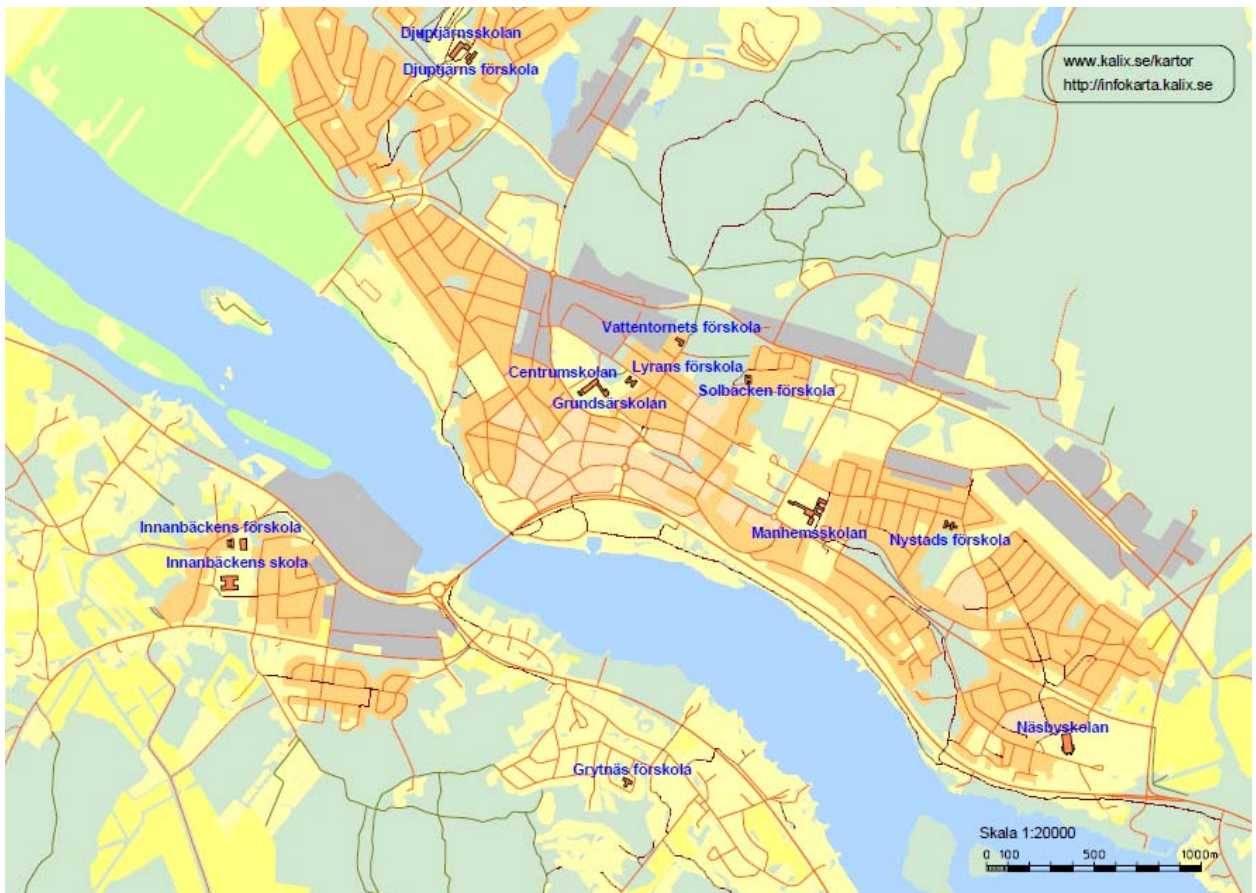 Djuptjärnsskolan
Djuptjärns förskola
www.kalix.se/kartor
http://infokarta.kalix.se
Vattentornets förskola
Centrumskolan
Lyrans förskola
Grundsärskolan
Solbäcken förskola
Innanbäckens förskola
Innanbäckens skola
Manhemsskolan
Nystads förskola
Näsbyskolan
Grytnäs förskola
Skala 1:20000
0 100 500 1000m